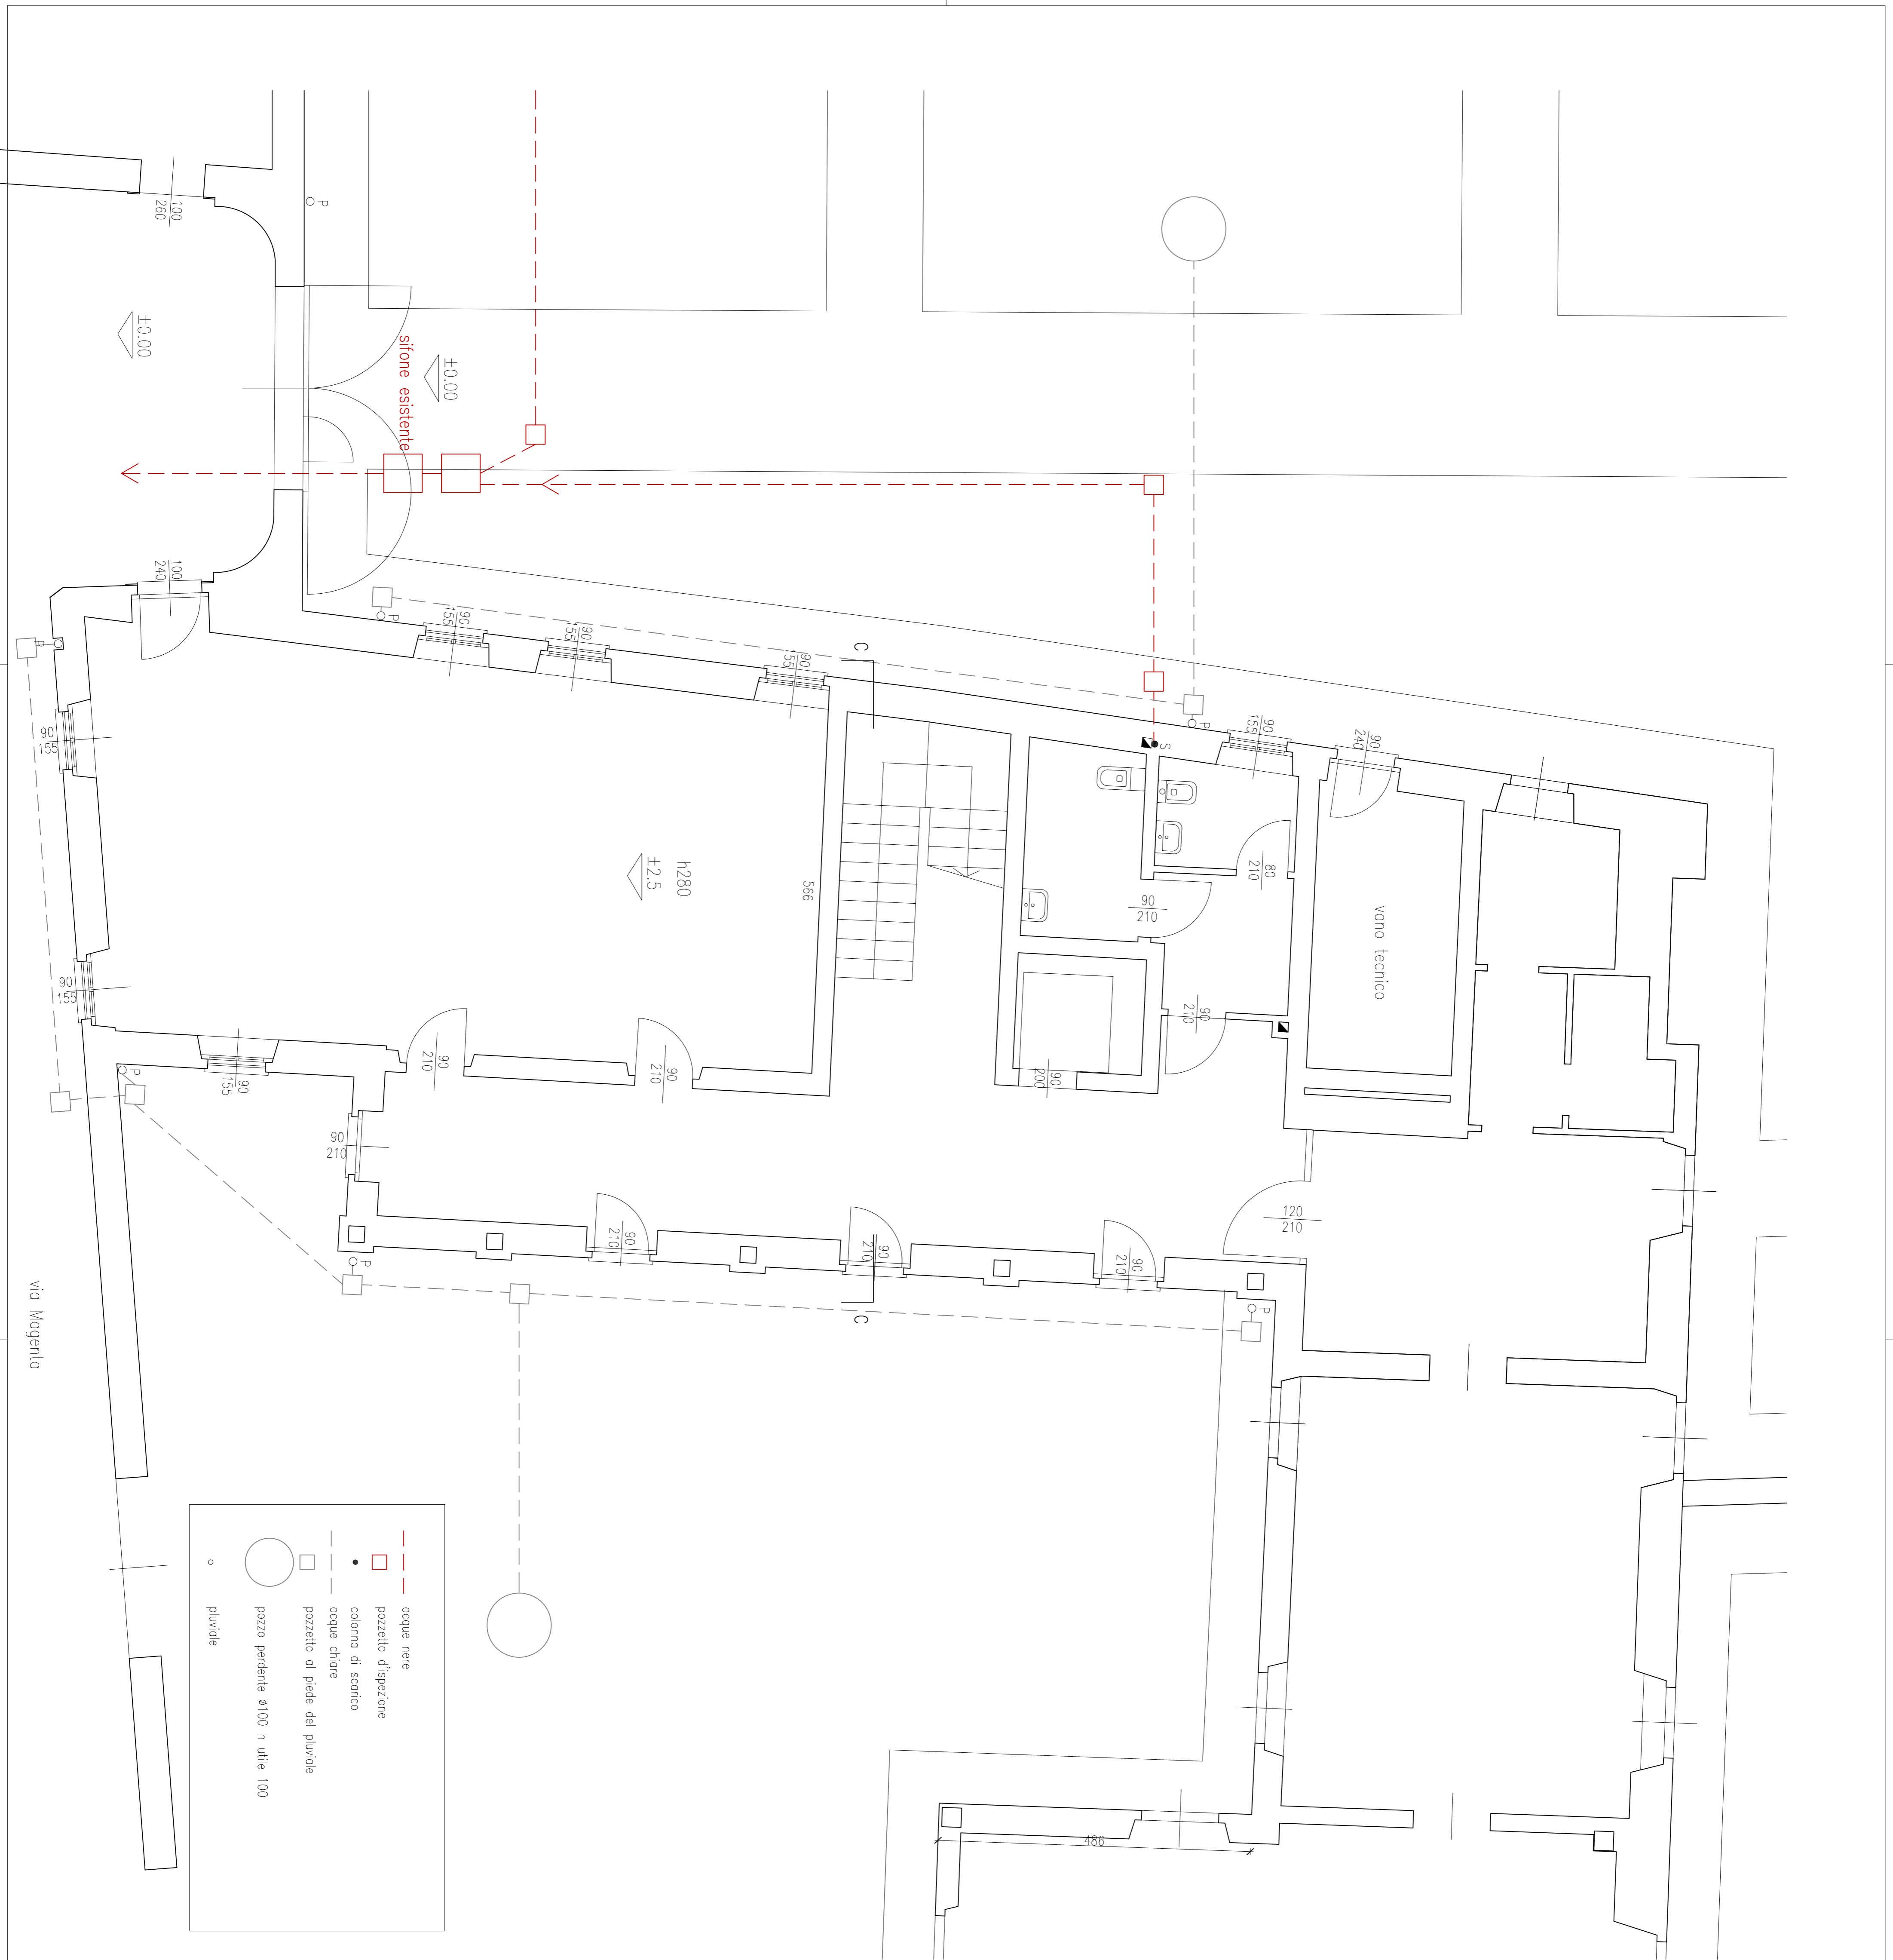 P
100
260
±0.00
±0.00
sifone esistente
P
100
240
P
90
155
90
155
90
155
C
P
S
90
155
90
240
90
155
h280
±2.5
566
80
210
90
210
vano tecnico
90
155
90
210
90
210
90
210
90
200
P
90
155
90
210
90
210
90
210
90
210
120
210
P
C
P
via Magenta
acque nere
pozzetto d'ispezione
colonna di scarico
acque chiare
pozzetto al piede del pluviale
pozzo perdente ø100 h utile 100
pluviale
486